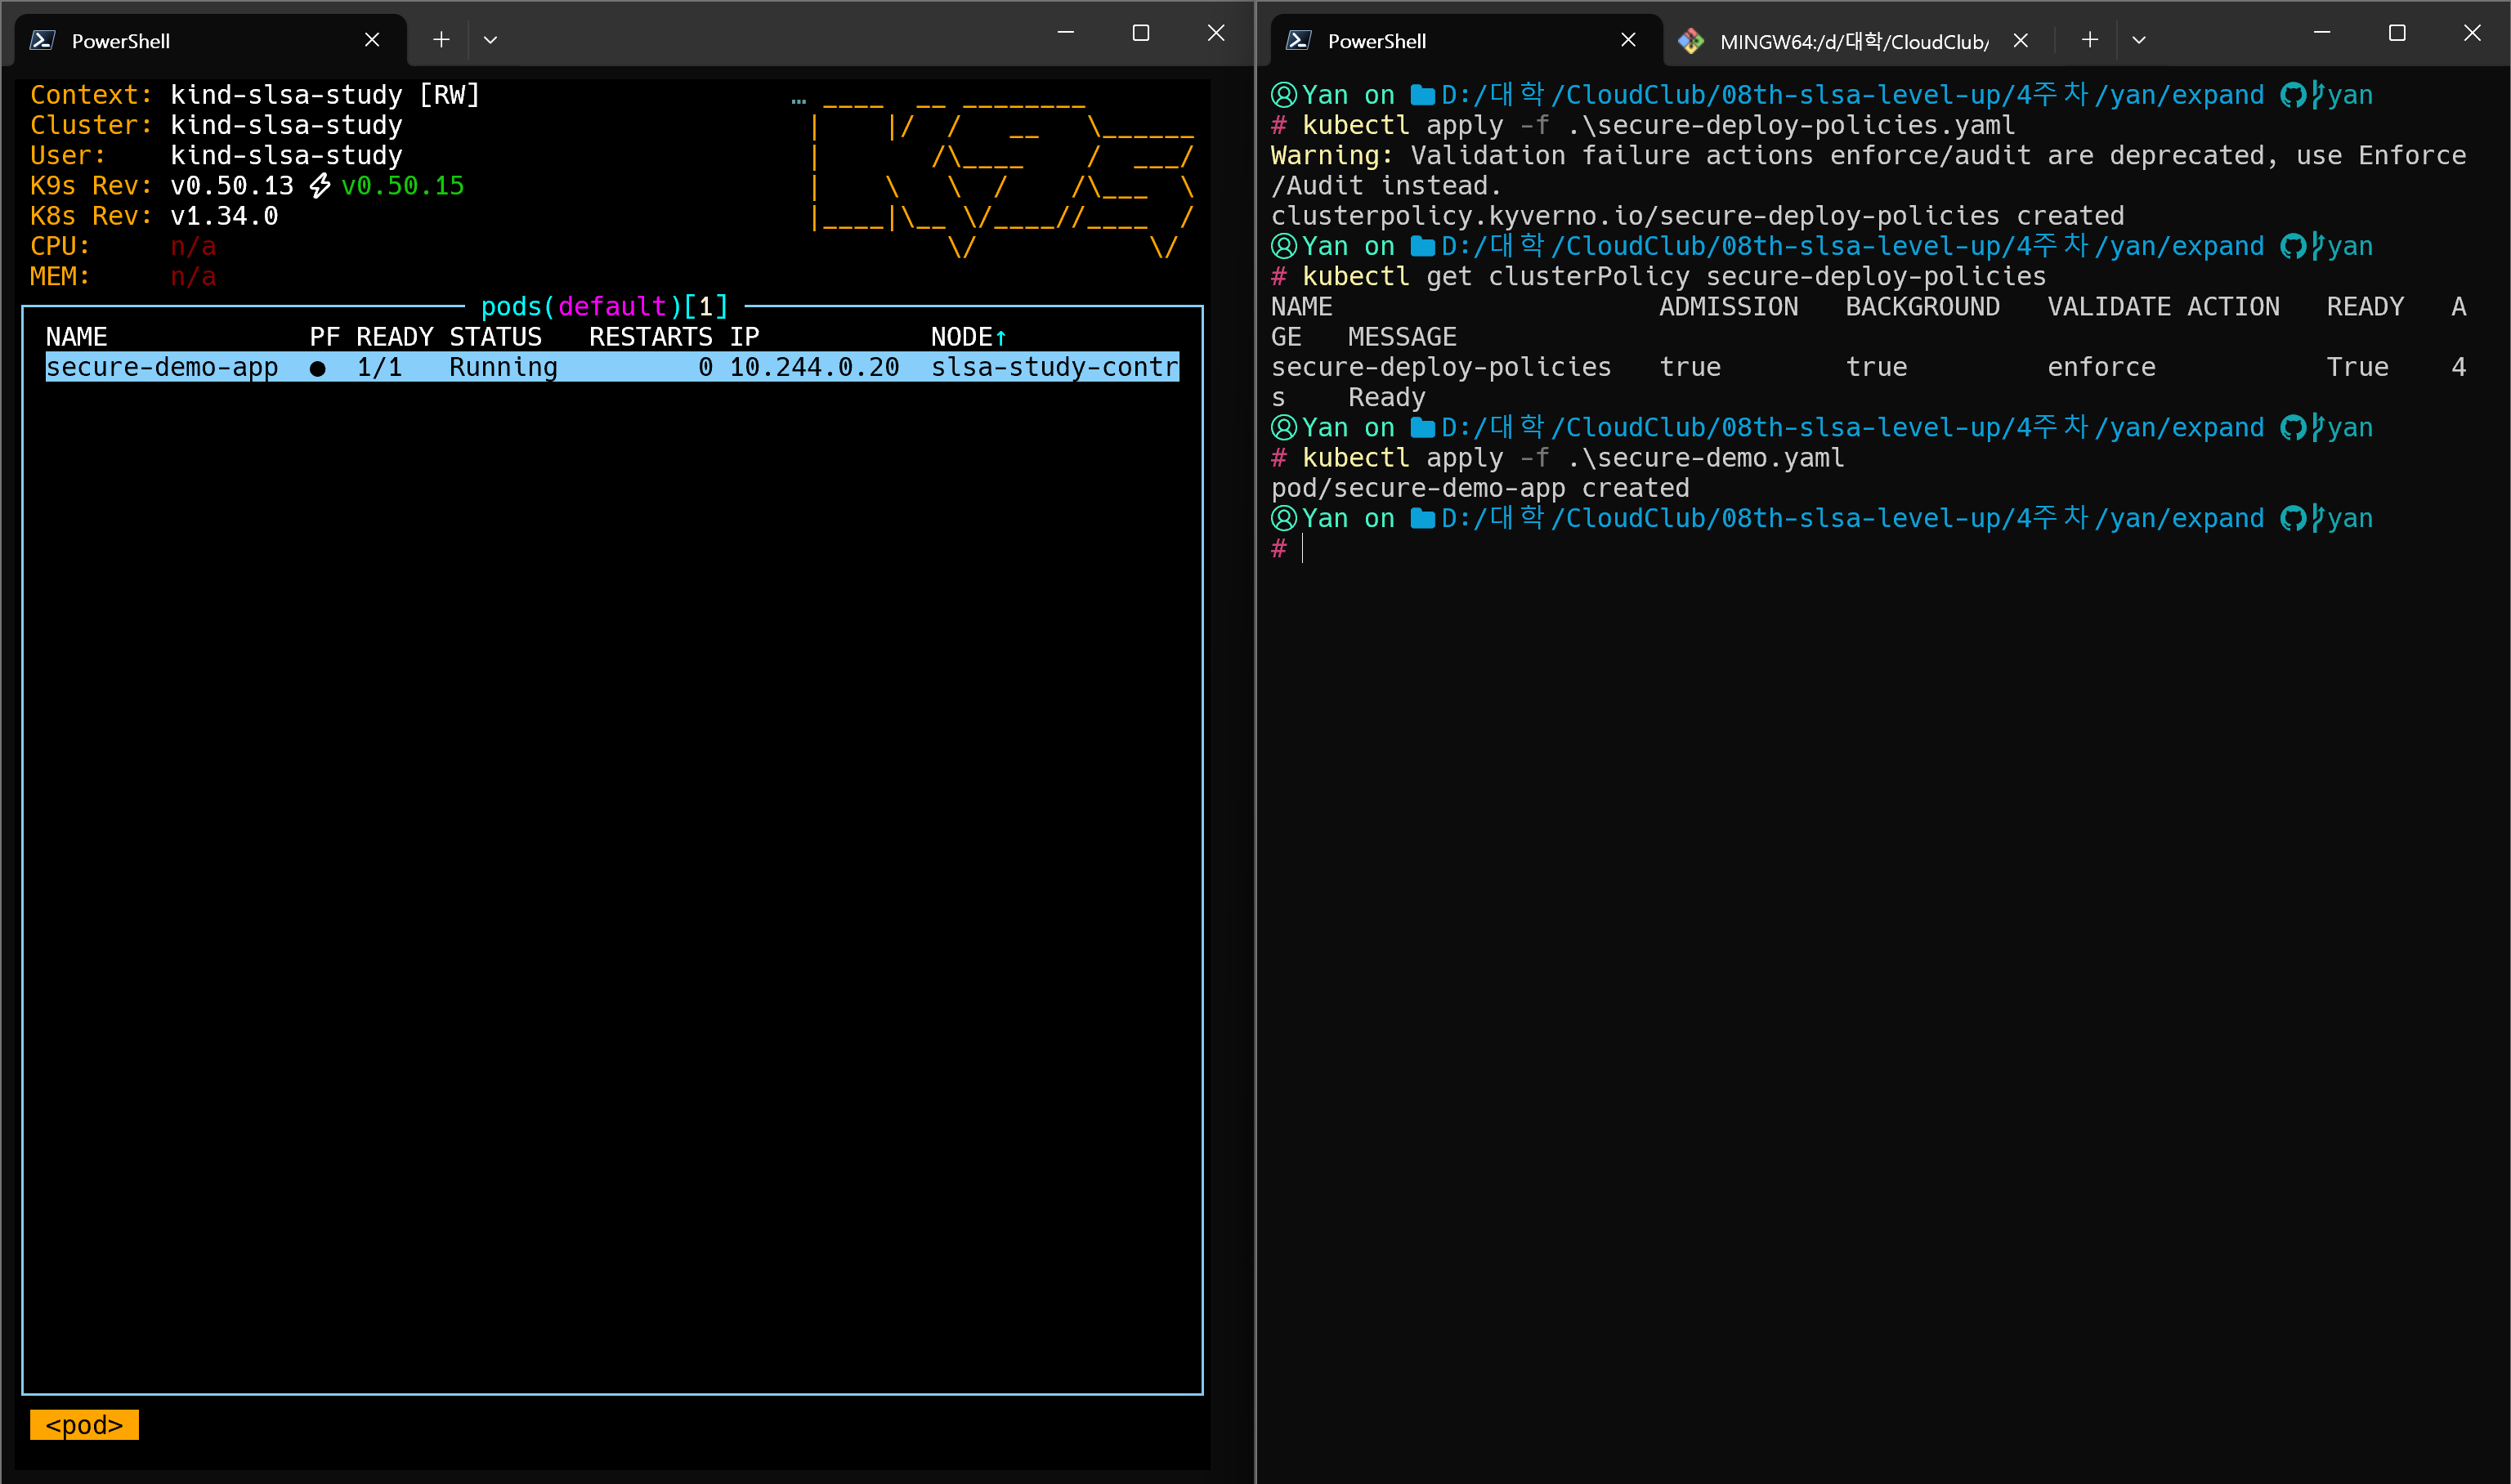 PowerShell
Context: kind-slsa-study [RW]
Cluster: kind-slsa-study
User: kind-slsa-study
K9s Rev: v0.50.13 ⚡ v0.50.15
K8s Rev: v1.34.0
CPU: n/a
MEM: n/a
…
K9s
pods(default)[1]
NAME PF READY STATUS RESTARTS IP NODE↑
secure-demo-app ● 1/1 Running 0 10.244.0.20 slsa-study-contr
<pod>
PowerShell
MINGW64:/d/대학/CloudClub/
Yan on D:/대학/CloudClub/08th-slsa-level-up/4주차/yan/expand yan
# kubectl apply -f .\secure-deploy-policies.yaml
Warning: Validation failure actions enforce/audit are deprecated, use Enforce
/Audit instead.
clusterpolicy.kyverno.io/secure-deploy-policies created
Yan on D:/대학/CloudClub/08th-slsa-level-up/4주차/yan/expand yan
# kubectl get clusterPolicy secure-deploy-policies
NAME ADMISSION BACKGROUND VALIDATE ACTION READY A
GE MESSAGE
secure-deploy-policies true true enforce True 4
s Ready
Yan on D:/대학/CloudClub/08th-slsa-level-up/4주차/yan/expand yan
# kubectl apply -f .\secure-demo.yaml
pod/secure-demo-app created
Yan on D:/대학/CloudClub/08th-slsa-level-up/4주차/yan/expand yan
#